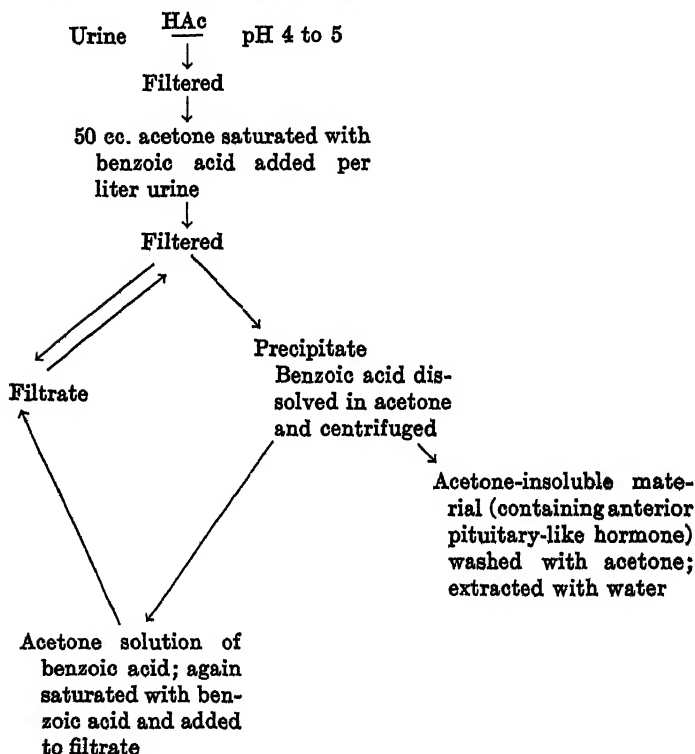 Urine HAc pH 4 to 5
Filtered
50 cc. acetone saturated with
benzoic acid added per
liter urine
Filtered
Precipitate
Benzoic acid dis-
solved in acetone
and centrifuged
Filtrate
Acetone-insoluble mate-
rial (containing anterior
pituitary-like hormone)
washed with acetone;
extracted with water
Acetone solution of
benzoic acid; again
saturated with ben-
zoic acid and added
to filtrate